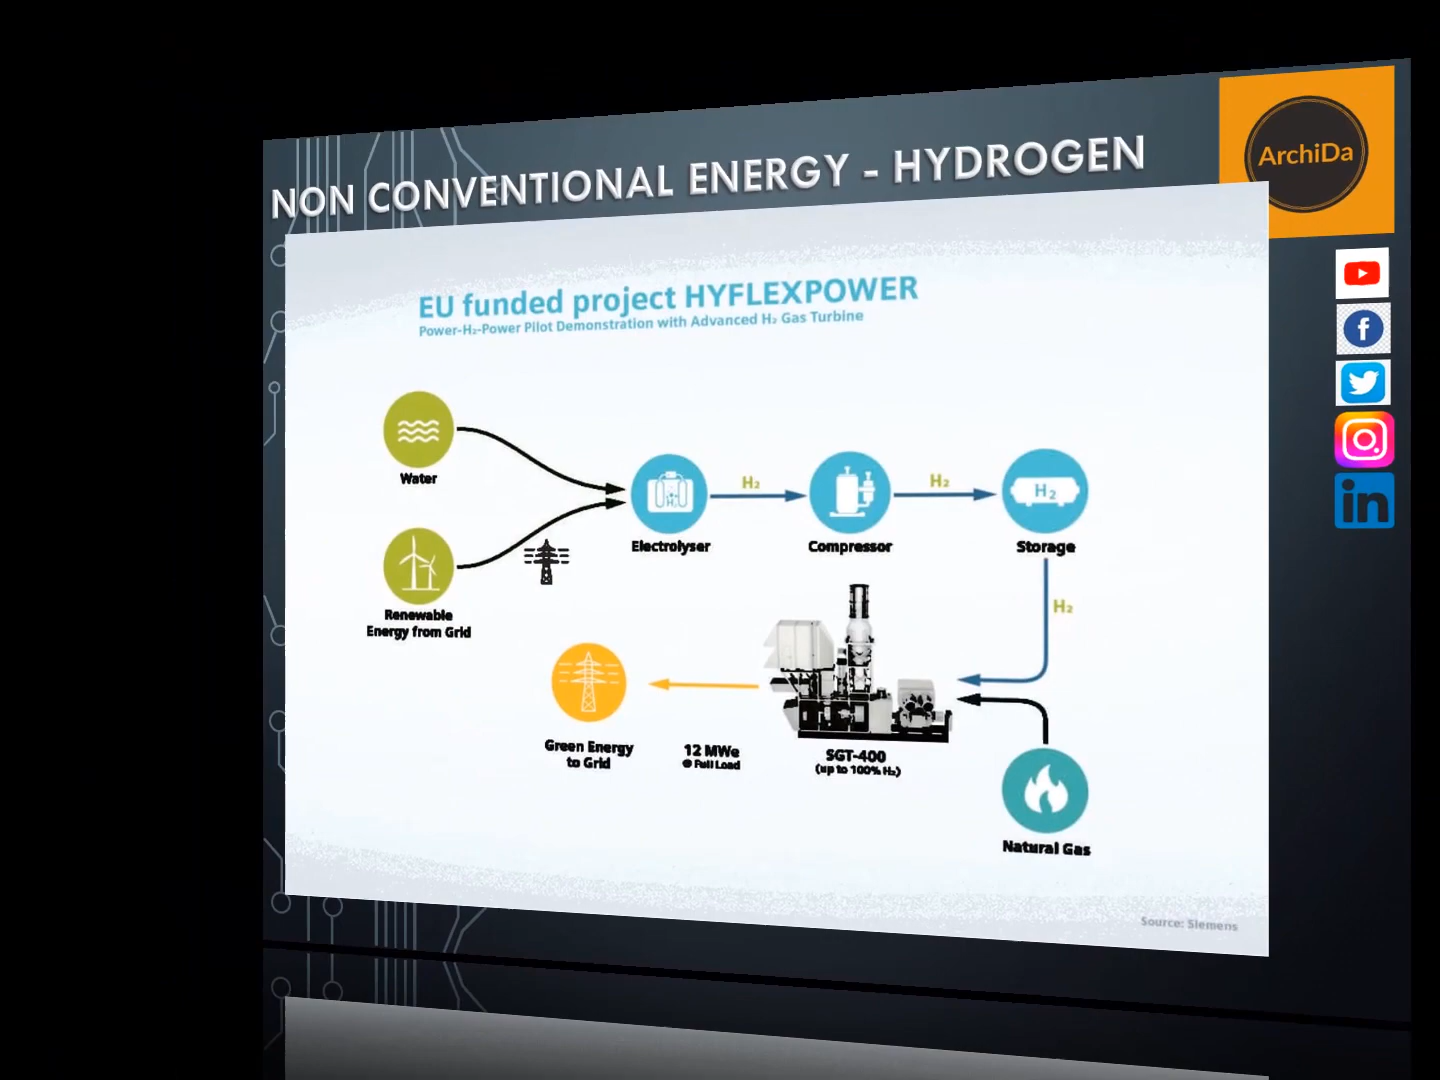 NON CONVENTIONAL ENERGY - HYDROGEN
ArchiDa
EU funded project HYFLEXPOWER
Power-H₂-Power Pilot Demonstration with Advanced H₂ Gas Turbine
Water
Renewable
Energy from Grid
Electrolyser
H₂
Compressor
H₂
H₂
Storage
H₂
Green Energy
to Grid
12 MWe
@ Full Load
SGT-400
(up to 100% H₂)
Natural Gas
Source: Siemens
f
in